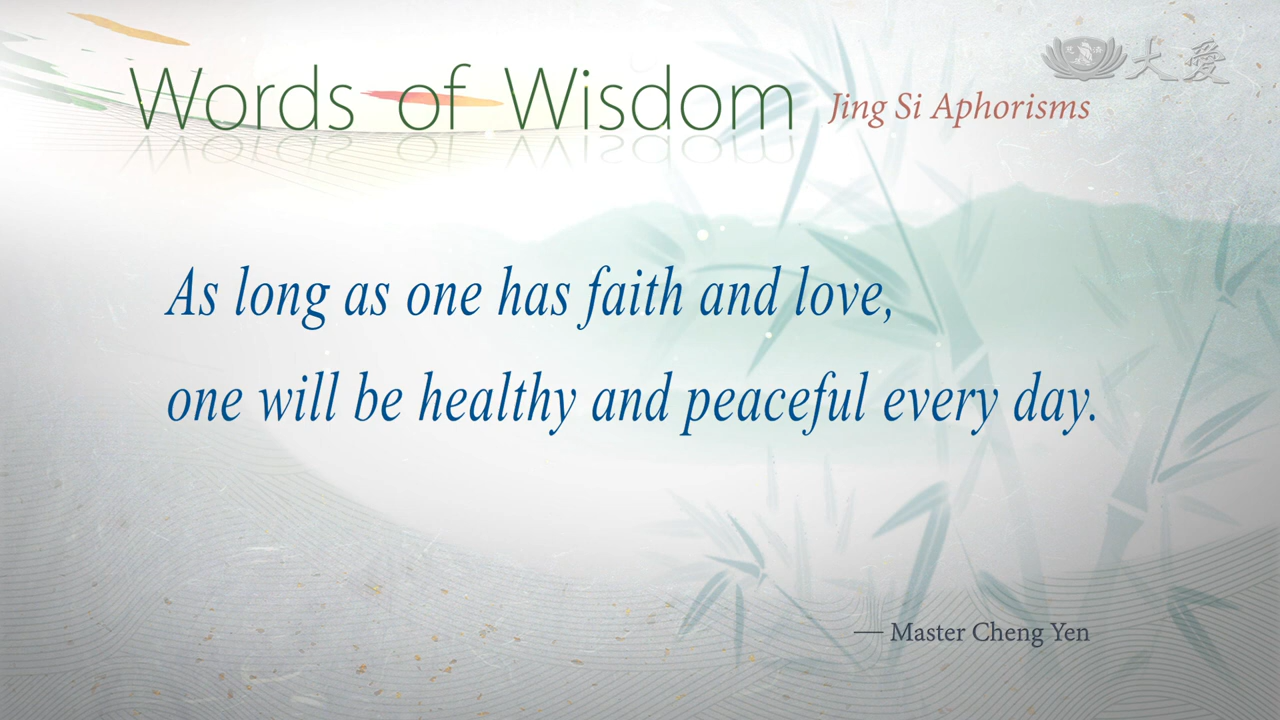 Words of Wisdom Jing Si Aphorisms
大愛
As long as one has faith and love,
one will be healthy and peaceful every day.
— Master Cheng Yen